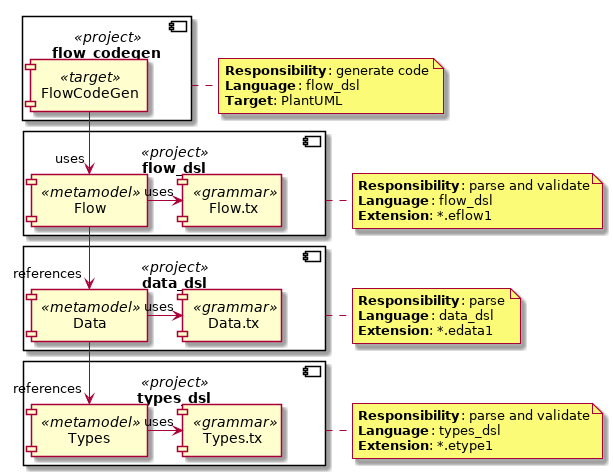 «project»
flow_codegen
«target»
FlowCodeGen
Responsibility: generate code
Language: flow_dsl
Target: PlantUML
uses
«project»
flow_dsl
«metamodel»
Flow
uses
«grammar»
Flow.tx
Responsibility: parse and validate
Language: flow_dsl
Extension: *.eflow1
references
«project»
data_dsl
«metamodel»
Data
uses
«grammar»
Data.tx
Responsibility: parse
Language: data_dsl
Extension: *.edata1
references
«project»
types_dsl
«metamodel»
Types
uses
«grammar»
Types.tx
Responsibility: parse and validate
Language: types_dsl
Extension: *.etype1